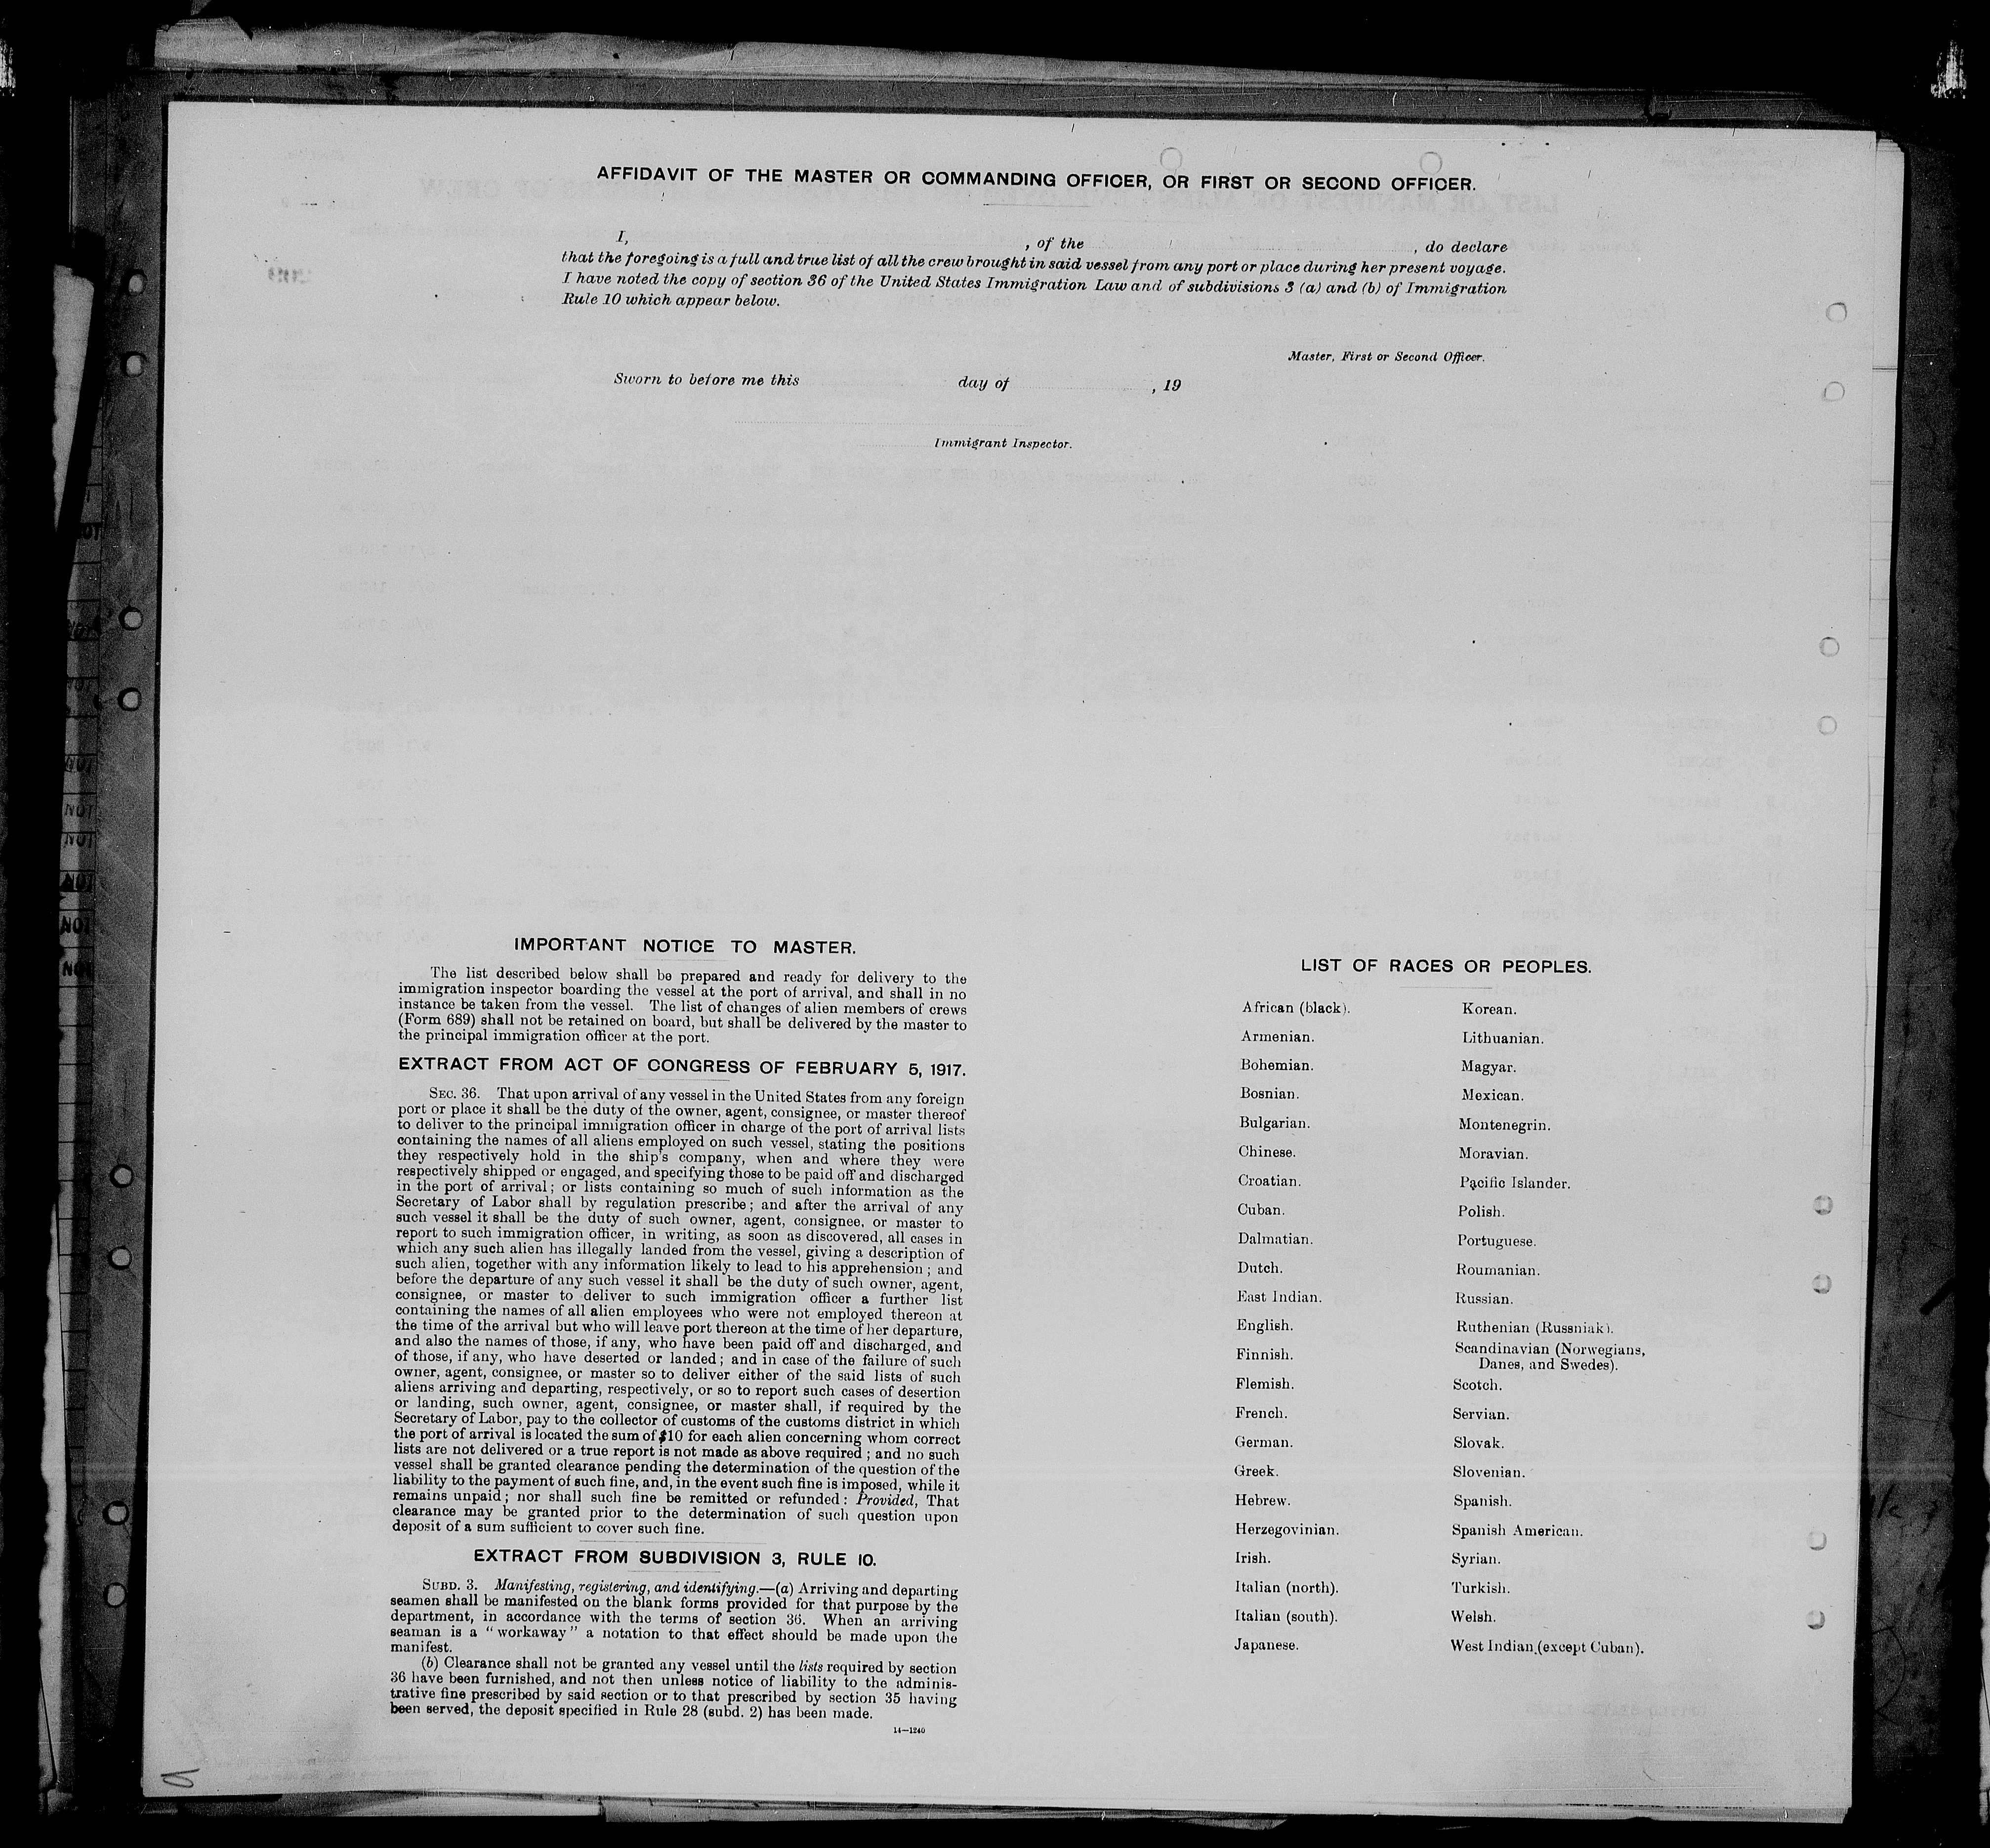 AFFIDAVIT OF THE MASTER OR COMMANDING OFFICER, OR FIRST OR SECOND OFFICER.
I, , of the , do declare
that the foregoing is a full and true list of all the crew brought in said vessel from any port or place during her present voyage.
I have noted the copy of section 36 of the United States Immigration Law and of subdivisions 3 (a) and (b) of Immigration
Rule 10 which appear below.
Master, First or Second Officer.
Sworn to before me this day of , 19
Immigrant Inspector.
IMPORTANT NOTICE TO MASTER.
The list described below shall be prepared and ready for delivery to the
immigration inspector boarding the vessel at the port of arrival, and shall in no
instance be taken from the vessel. The list of changes of alien members of crews
(Form 689) shall not be retained on board, but shall be delivered by the master to
the principal immigration officer at the port.
EXTRACT FROM ACT OF CONGRESS OF FEBRUARY 5, 1917.
SEC. 36. That upon arrival of any vessel in the United States from any foreign
port or place it shall be the duty of the owner, agent, consignee, or master thereof
to deliver to the principal immigration officer in charge of the port of arrival lists
containing the names of all aliens employed on such vessel, stating the positions
they respectively hold in the ship's company, when and where they were
respectively shipped or engaged, and specifying those to be paid off and discharged
in the port of arrival; or lists containing so much of such information as the
Secretary of Labor shall by regulation prescribe; and after the arrival of any
such vessel it shall be the duty of such owner, agent, consignee, or master to
report to such immigration officer, in writing, as soon as discovered, all cases in
which any such alien has illegally landed from the vessel, giving a description of
such alien, together with any information likely to lead to his apprehension; and
before the departure of any such vessel it shall be the duty of such owner, agent,
consignee, or master to deliver to such immigration officer a further list
containing the names of all alien employees who were not employed thereon at
the time of the arrival but who will leave port thereon at the time of her departure,
and also the names of those, if any, who have been paid off and discharged, and
of those, if any, who have deserted or landed; and in case of the failure of such
owner, agent, consignee, or master so to deliver either of the said lists of such
aliens arriving and departing, respectively, or so to report such cases of desertion
or landing, such owner, agent, consignee, or master shall, if required by the
Secretary of Labor, pay to the collector of customs of the customs district in which
the port of arrival is located the sum of $10 for each alien concerning whom correct
lists are not delivered or a true report is not made as above required; and no such
vessel shall be granted clearance pending the determination of the question of the
liability to the payment of such fine, and, in the event such fine is imposed, while it
remains unpaid; nor shall such fine be remitted or refunded: Provided, That
clearance may be granted prior to the determination of such question upon
deposit of a sum sufficient to cover such fine.
EXTRACT FROM SUBDIVISION 3, RULE 10.
SUBD. 3. Manifesting, registering, and identifying.—(a) Arriving and departing
seamen shall be manifested on the blank forms provided for that purpose by the
department, in accordance with the terms of section 36. When an arriving
seaman is a "workaway" a notation to that effect should be made upon the
manifest.
(b) Clearance shall not be granted any vessel until the lists required by section
36 have been furnished, and not then unless notice of liability to the adminis-
trative fine prescribed by said section or to that prescribed by section 35 having
been served, the deposit specified in Rule 28 (subd. 2) has been made.
14—1240
LIST OF RACES OR PEOPLES.
African (black). Korean.
Armenian. Lithuanian.
Bohemian. Magyar.
Bosnian. Mexican.
Bulgarian. Montenegrin.
Chinese. Moravian.
Croatian. Pacific Islander.
Cuban. Polish.
Dalmatian. Portuguese.
Dutch. Roumanian.
East Indian. Russian.
English. Ruthenian (Russniak).
Finnish. Scandinavian (Norwegians,
Danes, and Swedes).
Flemish. Scotch.
French. Servian.
German. Slovak.
Greek. Slovenian.
Hebrew. Spanish.
Herzegovinian. Spanish American.
Irish. Syrian.
Italian (north). Turkish.
Italian (south). Welsh.
Japanese. West Indian (except Cuban).
NOT
NOT
NOT
NOT
NOT
NOT